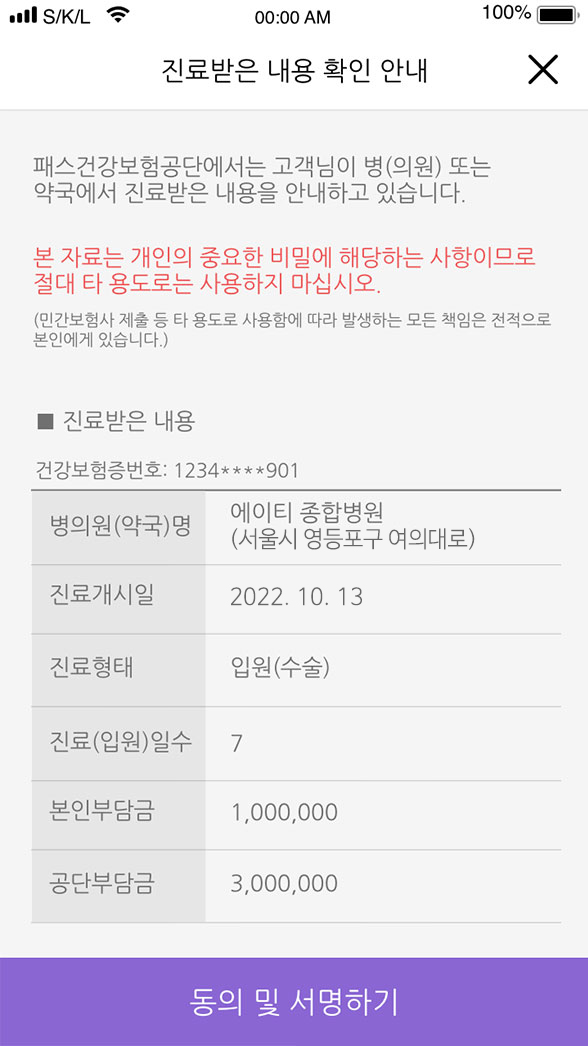 S/K/L 00:00 AM 100%
진료받은 내용 확인 안내
패스건강보험공단에서는 고객님이 병(의원) 또는
약국에서 진료받은 내용을 안내하고 있습니다.
본 자료는 개인의 중요한 비밀에 해당하는 사항이므로
절대 타 용도로는 사용하지 마십시오.
(민간보험사 제출 등 타 용도로 사용함에 따라 발생하는 모든 책임은 전적으로
본인에게 있습니다.)
■ 진료받은 내용
건강보험증번호: 1234****901
병의원(약국)명 에이티 종합병원
(서울시 영등포구 여의대로)
진료개시일 2022. 10. 13
진료형태 입원(수술)
진료(입원)일수 7
본인부담금 1,000,000
공단부담금 3,000,000
동의 및 서명하기